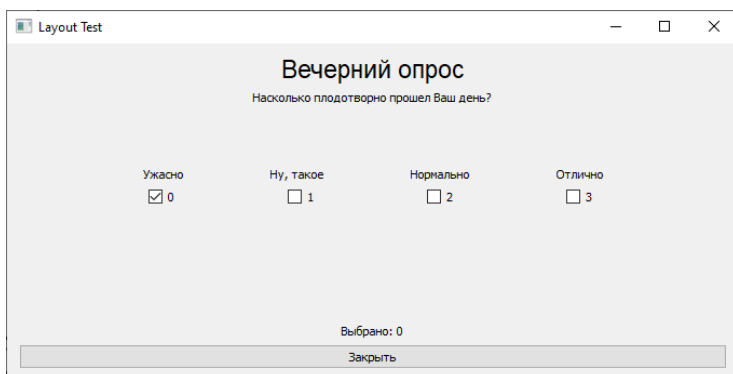 Layout Test
Вечерний опрос
Насколько плодотворно прошел Ваш день?
Ужасно Ну, такое Нормально Отлично
0 1 2 3
Выбрано: 0
Закрыть